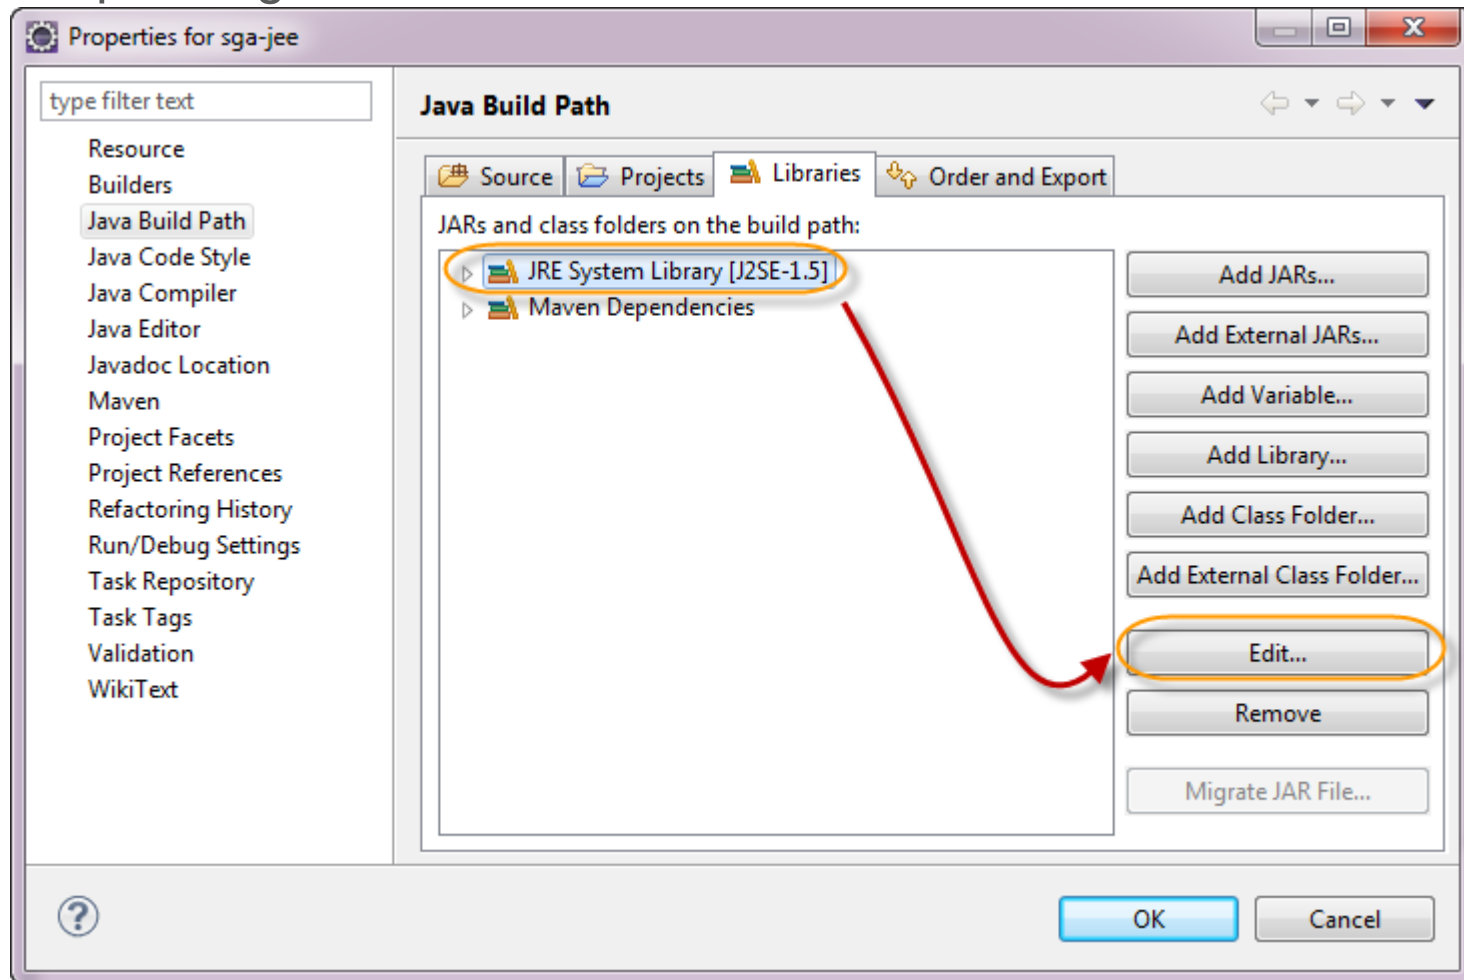 Properties for sga-jee
type filter text
Resource
Builders
Java Build Path
Java Code Style
Java Compiler
Java Editor
Javadoc Location
Maven
Project Facets
Project References
Refactoring History
Run/Debug Settings
Task Repository
Task Tags
Validation
WikiText
Java Build Path
Source
Projects
Libraries
Order and Export
JARs and class folders on the build path:
JRE System Library [J2SE-1.5]
Maven Dependencies
Add JARs...
Add External JARs...
Add Variable...
Add Library...
Add Class Folder...
Add External Class Folder...
Edit...
Remove
Migrate JAR File...
OK
Cancel